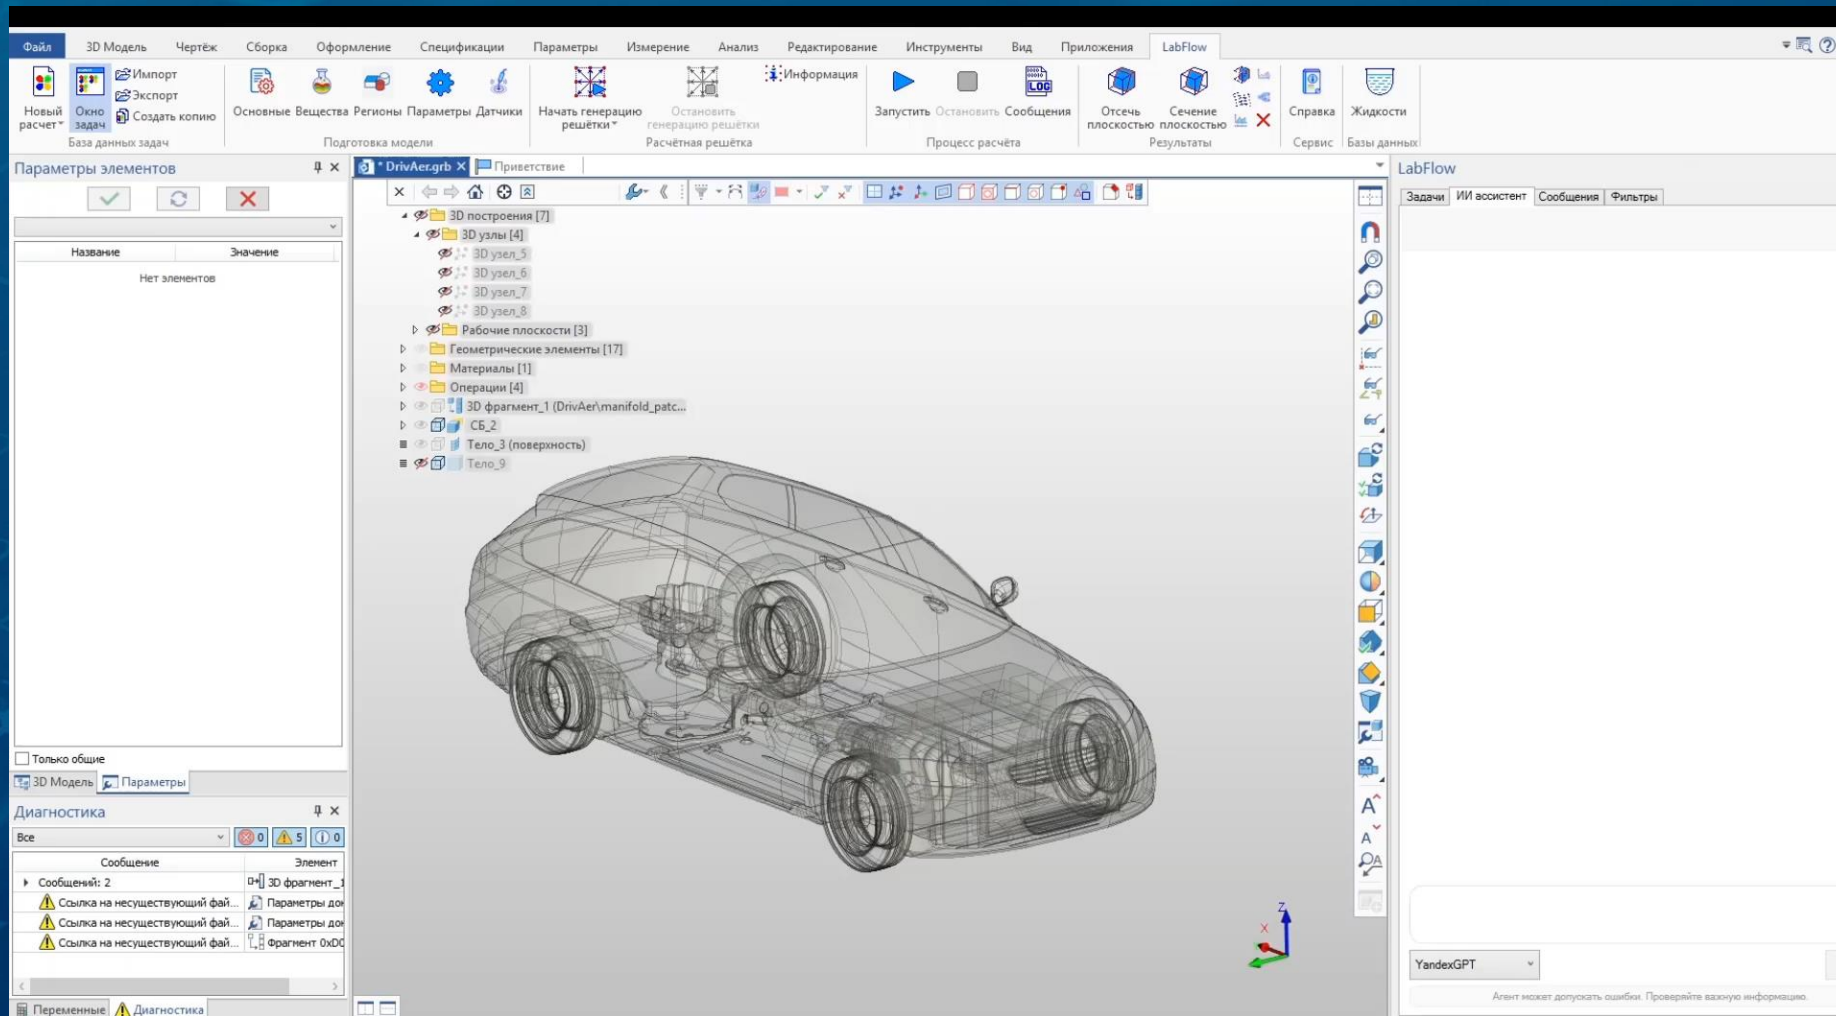 Файл 3D Модель Чертёж Сборка Оформление Спецификации Параметры Измерение Анализ Редактирование Инструменты Вид Приложения LabFlow
Новый расчет
Окно задач
Импорт
Экспорт
Создать копию
База данных задач
Основные Вещества Регионы Параметры Датчики
Подготовка модели
Начать генерацию решётки
Остановить генерацию решётки
Информация
Расчётная решётка
Запустить Остановить Сообщения
LOG
Процесс расчёта
Отсечь плоскостью
Сечение плоскостью
Результаты
Справка
Сервис
Жидкости
Базы данных
Параметры элементов
Название Значение
Нет элементов
Только общие
3D Модель Параметры
Диагностика
Все 0 5 0
Сообщение Элемент
Сообщений: 2 3D фрагмент_1
Ссылка на несуществующий фай... Параметры док
Ссылка на несуществующий фай... Параметры док
Ссылка на несуществующий фай... Фрагмент 0xD0
Переменные Диагностика
* DrivAer.grb Приветствие
3D построения [7]
3D узлы [4]
3D узел_5
3D узел_6
3D узел_7
3D узел_8
Рабочие плоскости [3]
Геометрические элементы [17]
Материалы [1]
Операции [4]
3D фрагмент_1 (DrivAer\manifold_patc...
СБ_2
Тело_3 (поверхность)
Тело_9
Z
X
LabFlow
Задачи ИИ ассистент Сообщения Фильтры
YandexGPT
Агент может допускать ошибки. Проверяйте важную информацию.